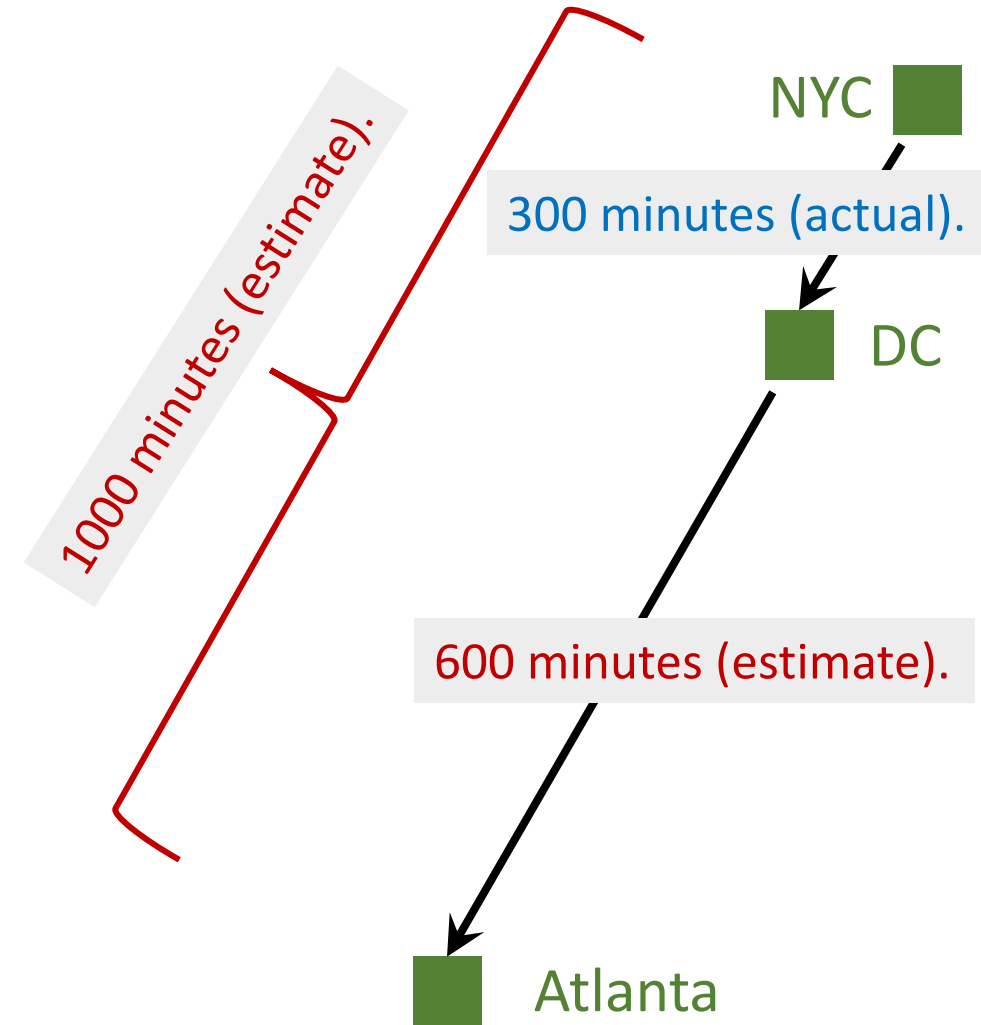 1000 minutes (estimate).
NYC
300 minutes (actual).
DC
600 minutes (estimate).
Atlanta